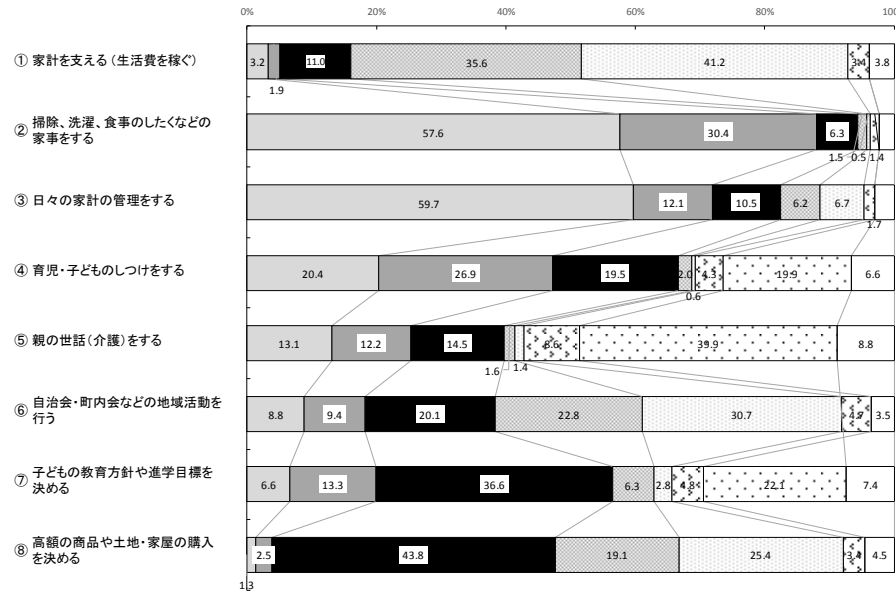 0% 20% 40% 60% 80% 100
① 家計を支える（生活費を稼ぐ）
3.2 11.0 35.6 41.2 3.4 3.8
1.9
② 掃除、洗濯、食事のしたくなどの
家事をする
57.6 30.4 6.3
1.5 0.5 1.4
③ 日々の家計の管理をする
59.7 12.1 10.5 6.2 6.7
1.7
④ 育児・子どものしつけをする
20.4 26.9 19.5 2.0 4.3 19.9 6.6
0.6
⑤ 親の世話（介護）をする
13.1 12.2 14.5 8.6 39.9 8.8
1.6 1.4
⑥ 自治会・町内会などの地域活動を
行う
8.8 9.4 20.1 22.8 30.7 4.7 3.5
⑦ 子どもの教育方針や進学目標を
決める
6.6 13.3 36.6 6.3 2.8 4.8 22.1 7.4
⑧ 高額の商品や土地・家屋の購入
を決める
2.5 43.8 19.1 25.4 3.4 4.5
1.3